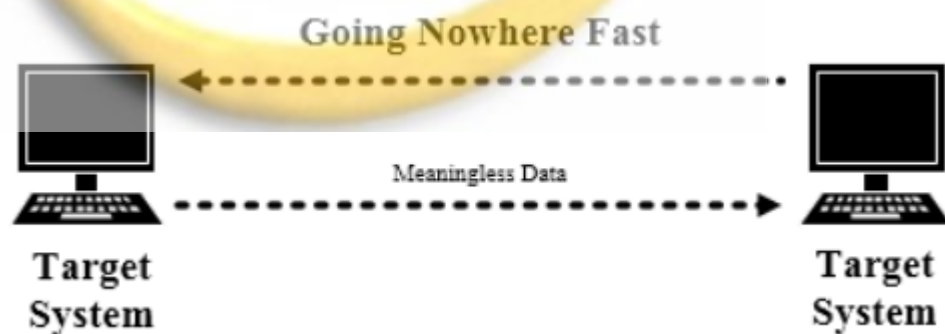 Going Nowhere Fast
Meaningless Data
Target
System
Target
System